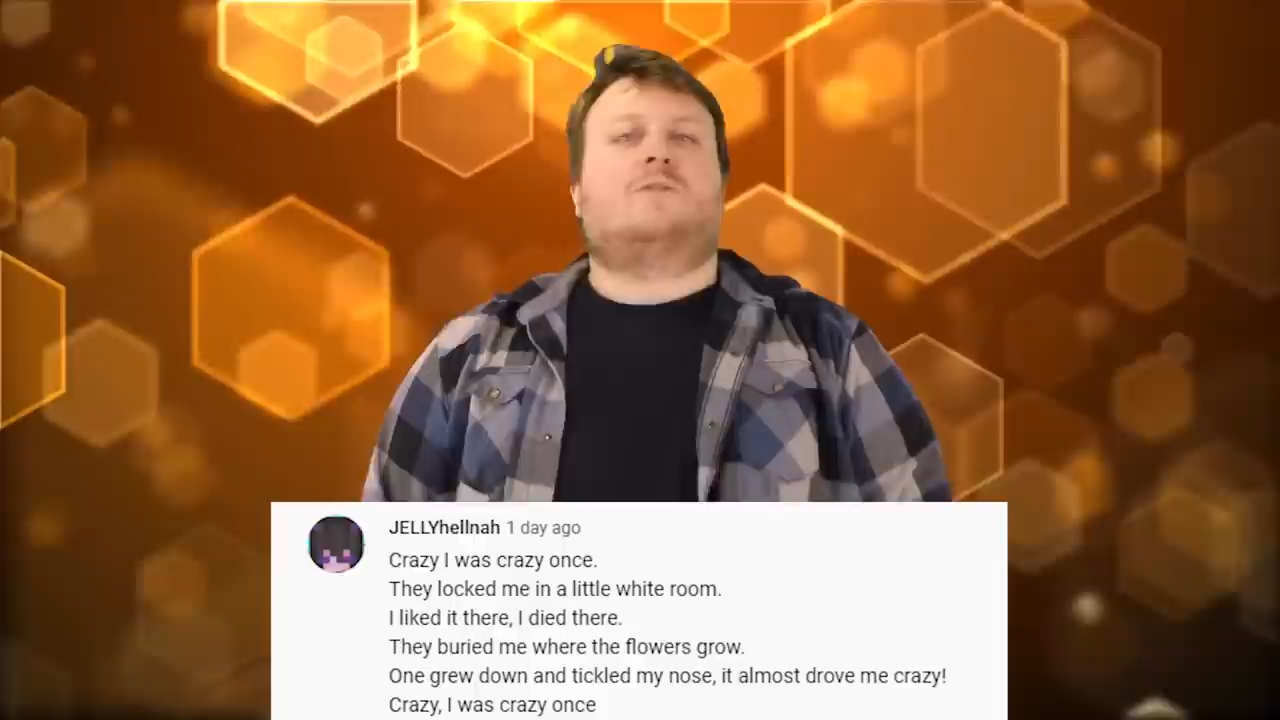 JELLYhellnah 1 day ago
Crazy I was crazy once.
They locked me in a little white room.
I liked it there, I died there.
They buried me where the flowers grow.
One grew down and tickled my nose, it almost drove me crazy!
Crazy, I was crazy once